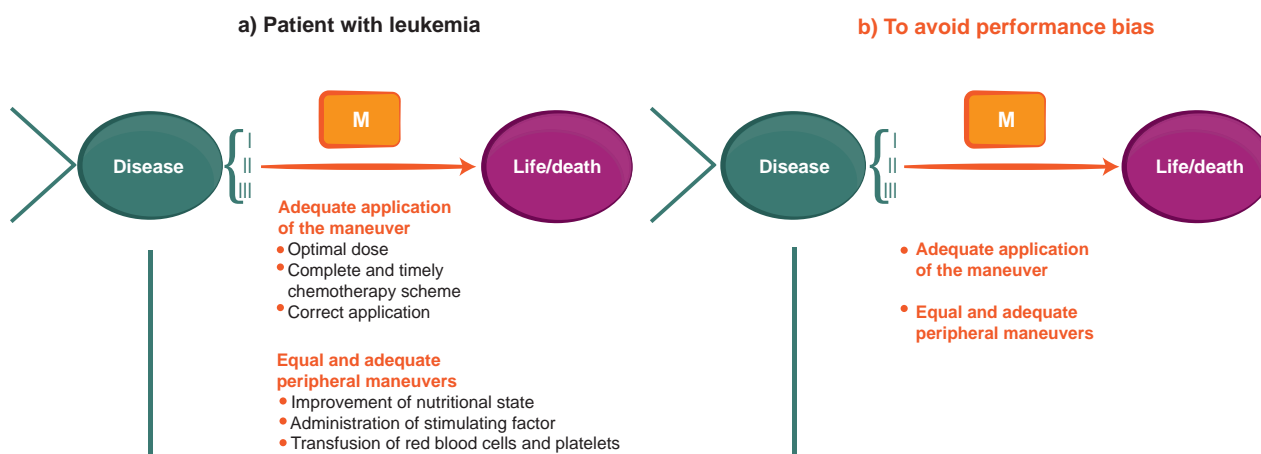 a) Patient with leukemia
M
Disease
I
II
III
Life/death
Adequate application
of the maneuver
• Optimal dose
• Complete and timely
chemotherapy scheme
• Correct application
Equal and adequate
peripheral maneuvers
• Improvement of nutritional state
• Administration of stimulating factor
• Transfusion of red blood cells and platelets
b) To avoid performance bias
M
Disease
I
II
III
Life/death
• Adequate application
of the maneuver
• Equal and adequate
peripheral maneuvers